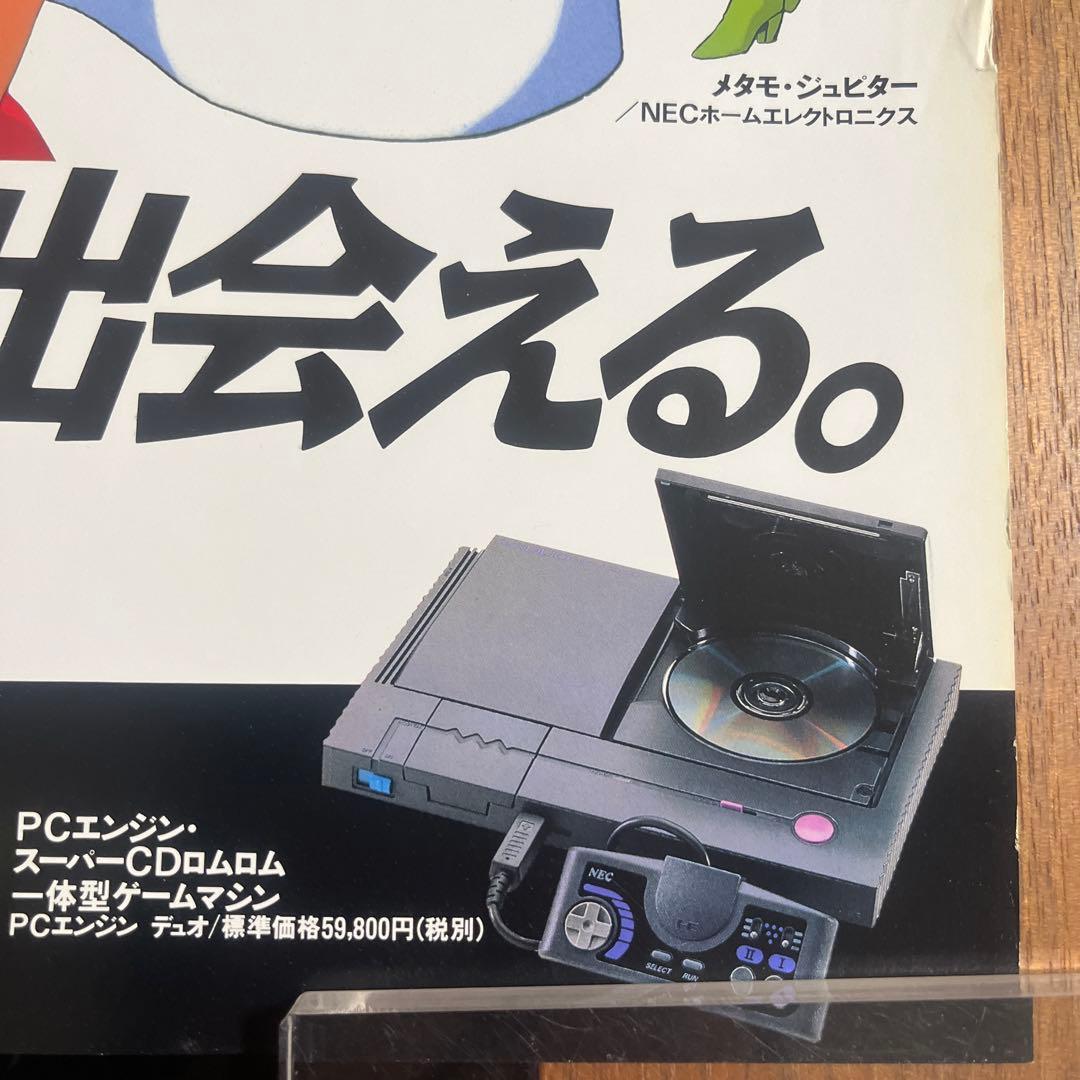 メタモ・ジュピター
／NECホームエレクトロニクス
出会える。
PCエンジン・
スーパーCDロムロム
一体型ゲームマシン
PCエンジン デュオ/標準価格59,800円(税別)
NEC
SELECT
RUN
II
I